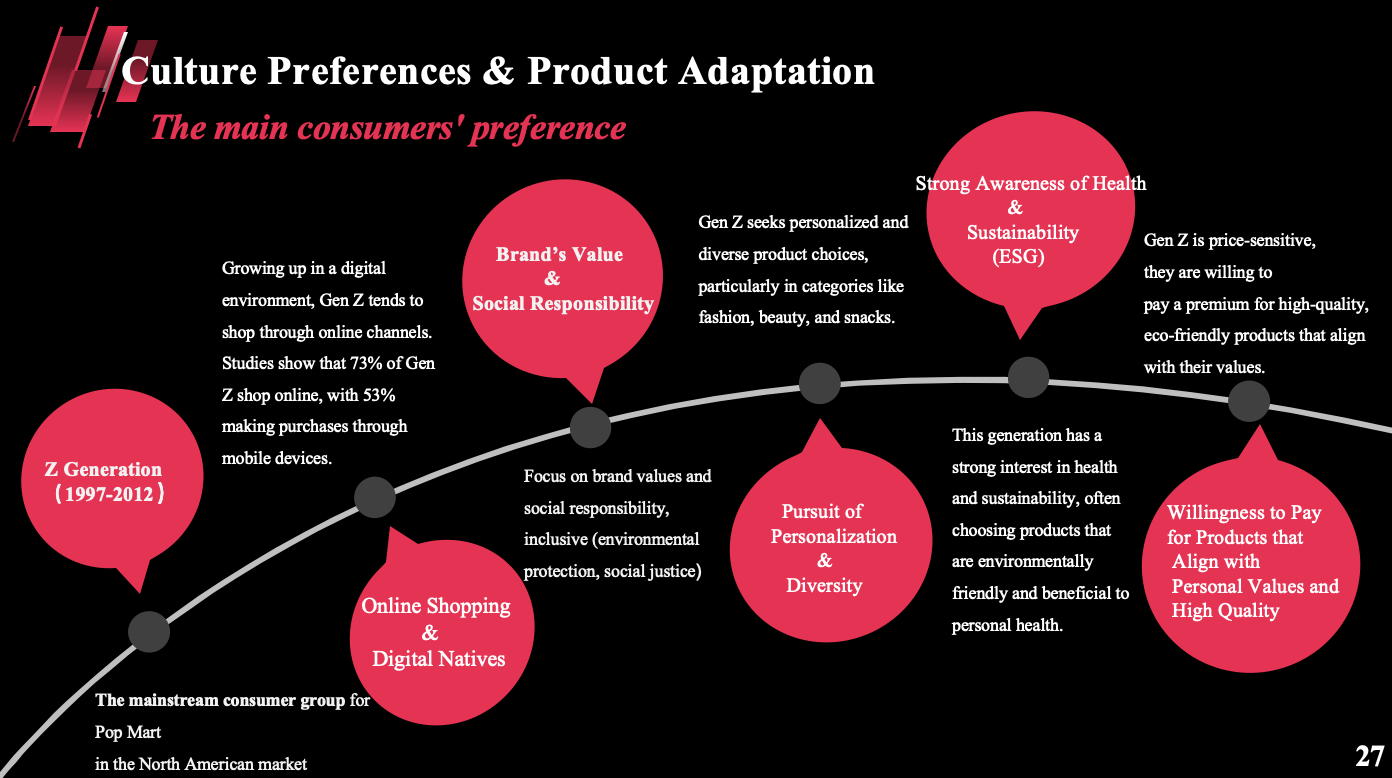 Culture Preferences & Product Adaptation
The main consumers' preference
Z Generation
（1997-2012）
The mainstream consumer group for
Pop Mart
in the North American market
Growing up in a digital
environment, Gen Z tends to
shop through online channels.
Studies show that 73% of Gen
Z shop online, with 53%
making purchases through
mobile devices.
Online Shopping
&
Digital Natives
Brand’s Value
&
Social Responsibility
Focus on brand values and
social responsibility,
inclusive (environmental
protection, social justice)
Gen Z seeks personalized and
diverse product choices,
particularly in categories like
fashion, beauty, and snacks.
Pursuit of
Personalization
&
Diversity
Strong Awareness of Health
&
Sustainability
(ESG)
This generation has a
strong interest in health
and sustainability, often
choosing products that
are environmentally
friendly and beneficial to
personal health.
Gen Z is price-sensitive,
they are willing to
pay a premium for high-quality,
eco-friendly products that align
with their values.
Willingness to Pay
for Products that
Align with
Personal Values and
High Quality
27